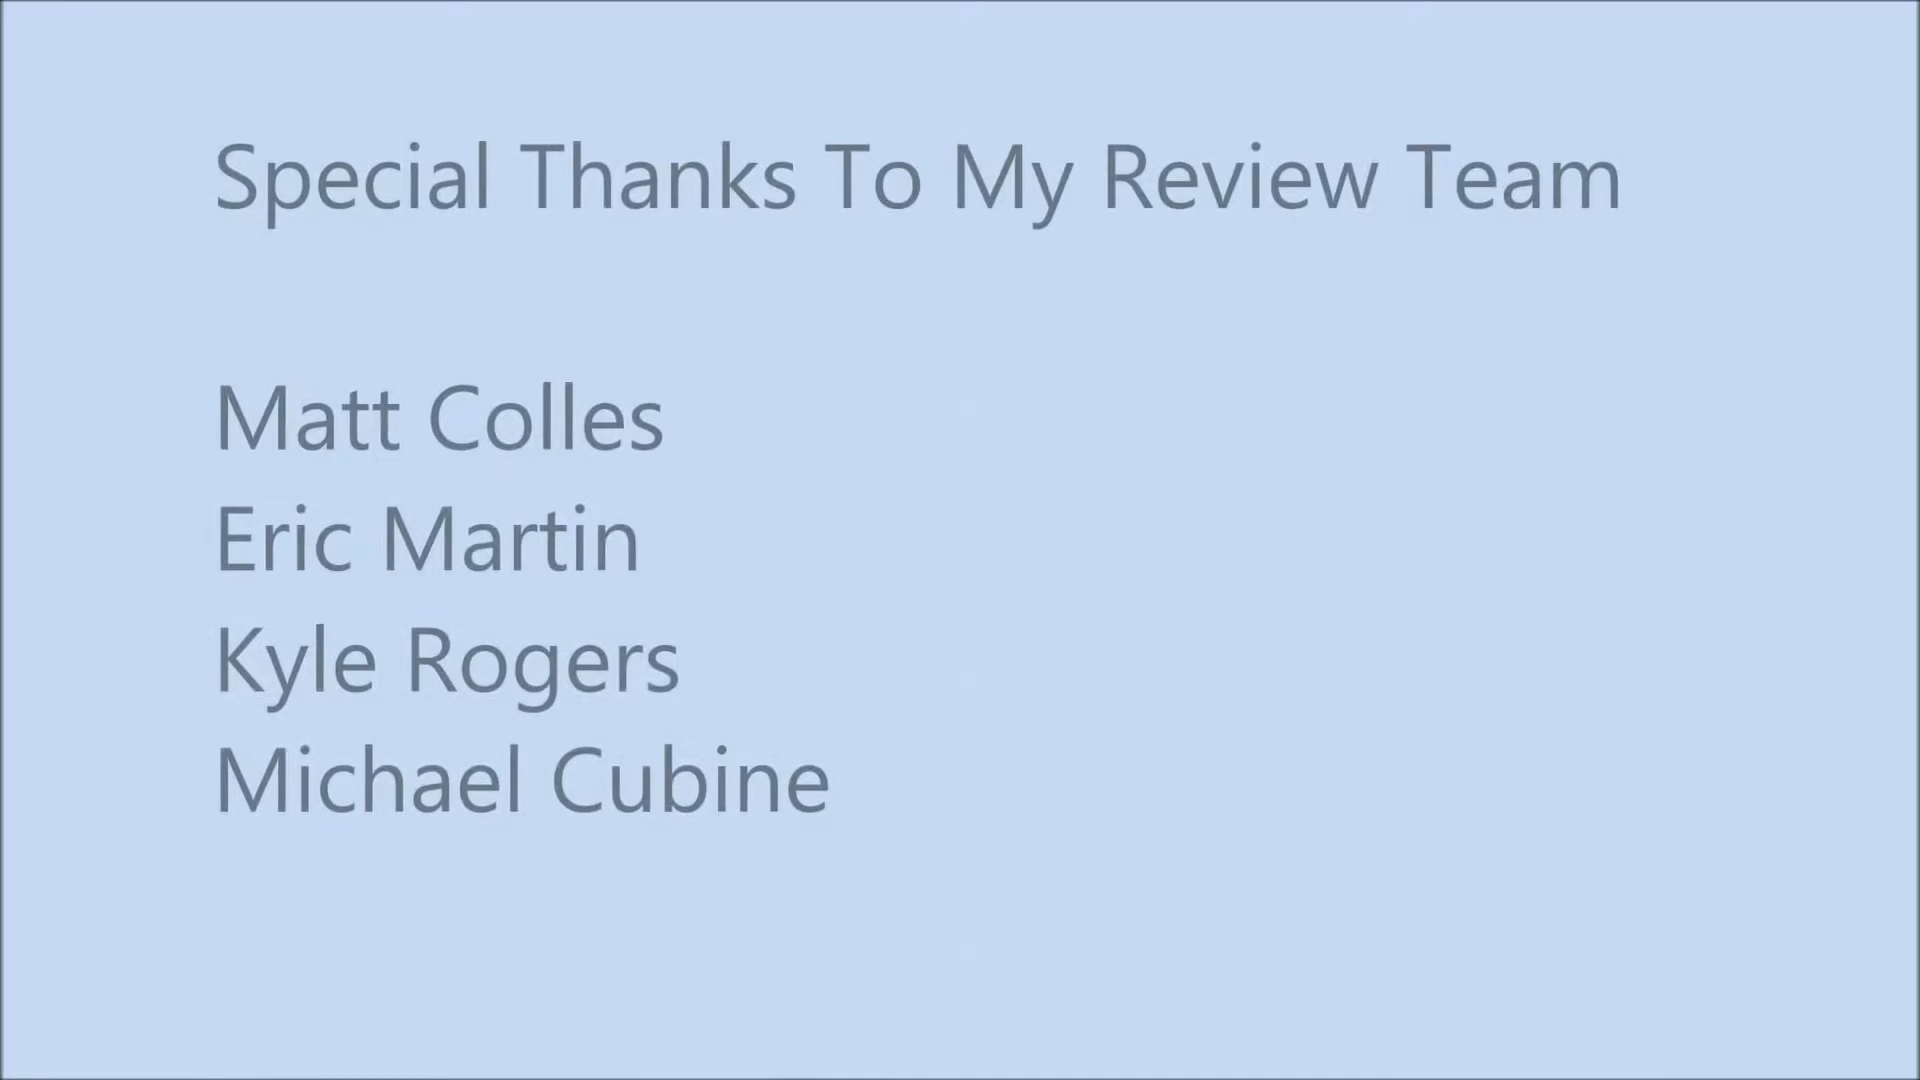 Special Thanks To My Review Team
Matt Colles
Eric Martin
Kyle Rogers
Michael Cubine